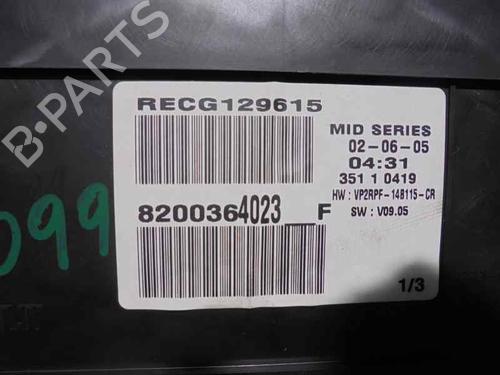 RECG129615
MID SERIES
02-06-05
04:31
351 1 0419
HW : VP2RPF-14B115-CR
SW : V09.05
8200364023__F
1/3
099
B-PARTS